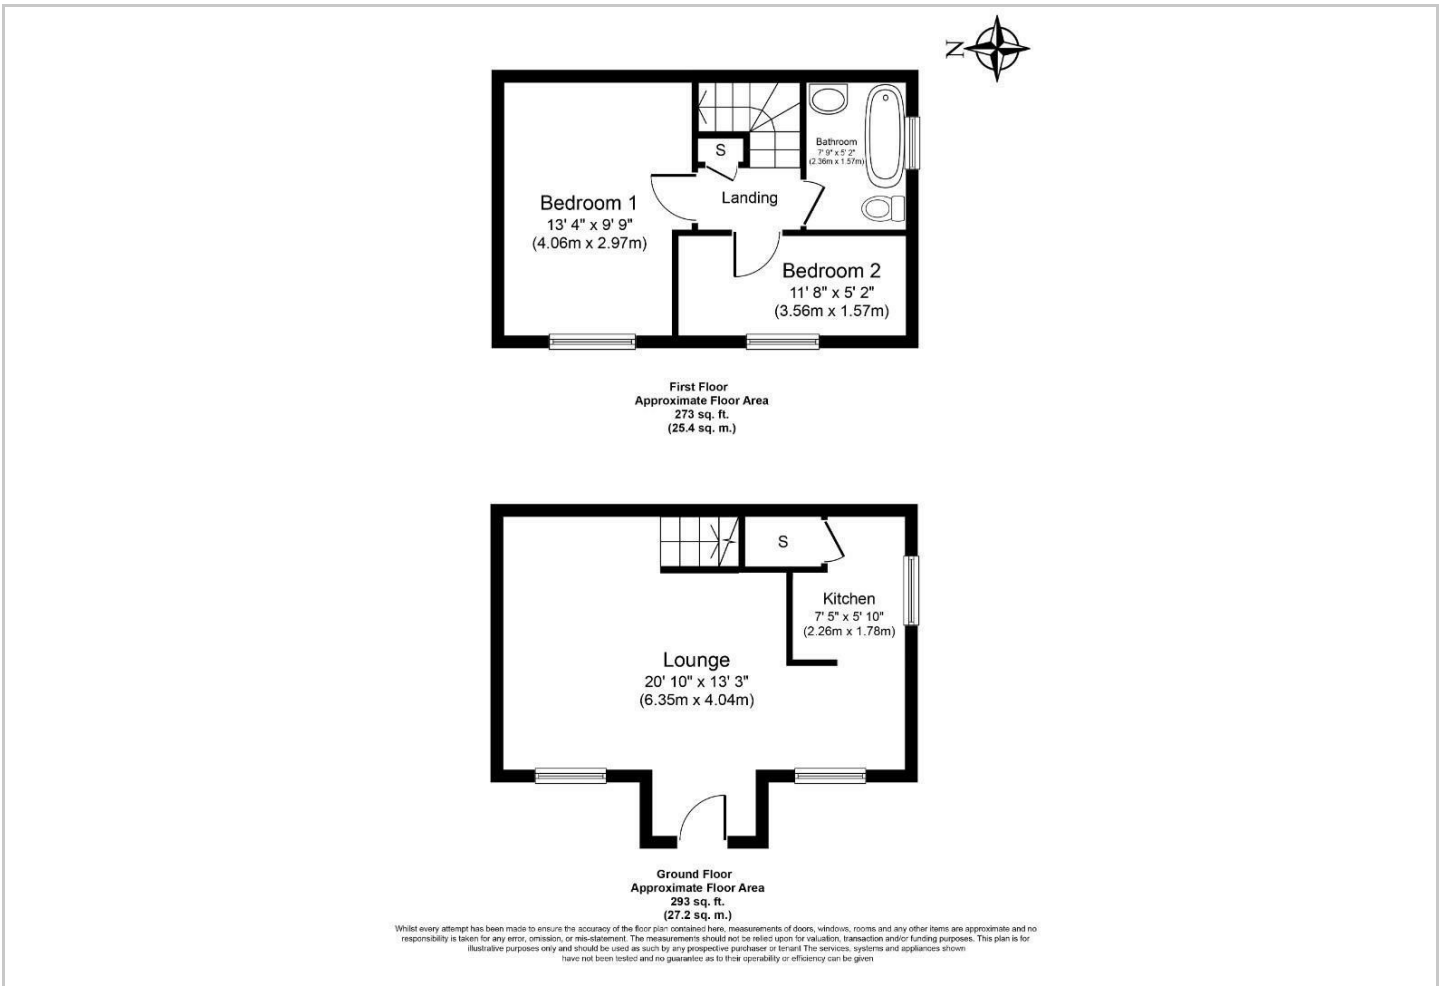 N
Bathroom
7' 9" x 5' 2"
(2.36m x 1.57m)
S
Landing
Bedroom 1
13' 4" x 9' 9"
(4.06m x 2.97m)
Bedroom 2
11' 8" x 5' 2"
(3.56m x 1.57m)
First Floor
Approximate Floor Area
273 sq. ft.
(25.4 sq. m.)
S
Kitchen
7' 5" x 5' 10"
(2.26m x 1.78m)
Lounge
20' 10" x 13' 3"
(6.35m x 4.04m)
Ground Floor
Approximate Floor Area
293 sq. ft.
(27.2 sq. m.)
Whilst every attempt has been made to ensure the accuracy of the floor plan contained here, measurements of doors, windows, rooms and any other items are approximate and no
responsibility is taken for any error, omission, or mis-statement. The measurements should not be relied upon for valuation, transaction and/or funding purposes. This plan is for
illustrative purposes only and should be used as such by any prospective purchaser or tenant The services, systems and appliances shown
have not been tested and no guarantee as to their operability or efficiency can be given